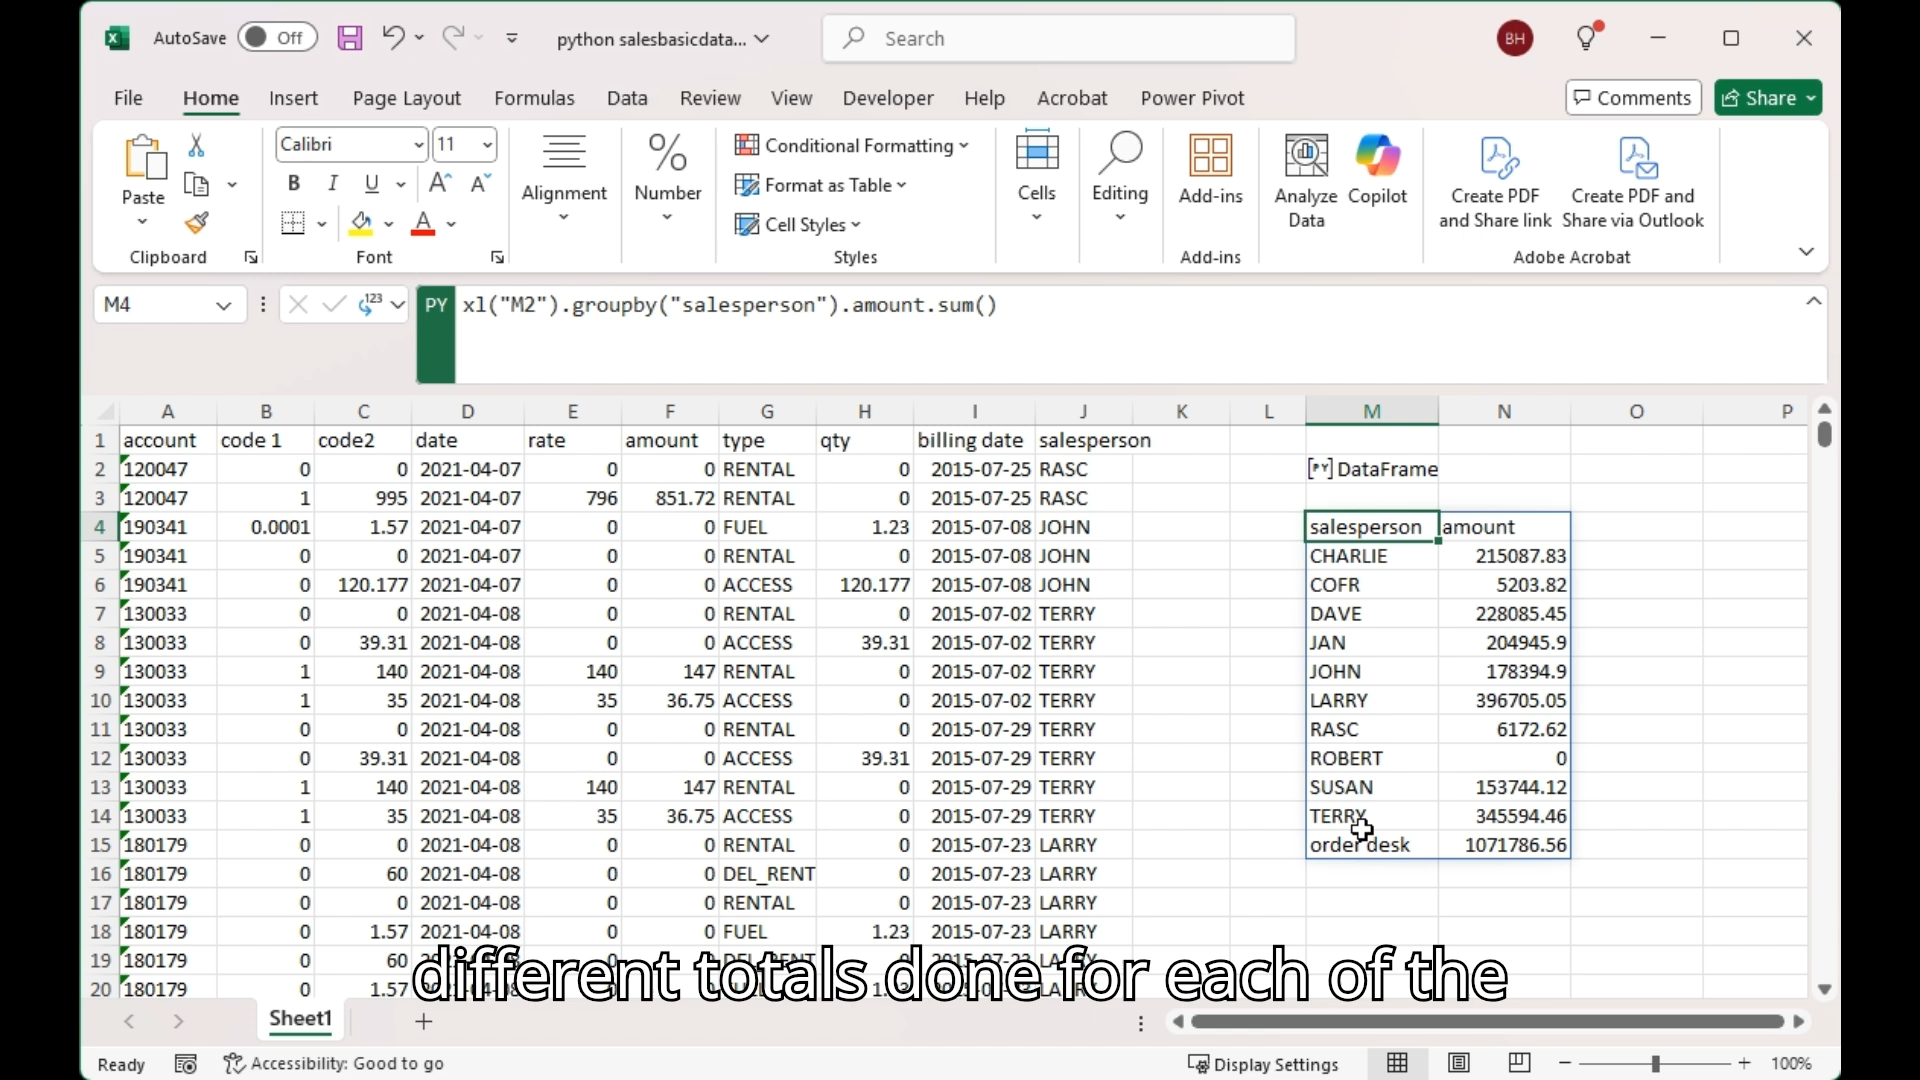 AutoSave Off python salesbasicdata... Search BH
File Home Insert Page Layout Formulas Data Review View Developer Help Acrobat Power Pivot Comments Share
Paste
Clipboard
Calibri 11
B I U A A
A
Font
Alignment
% Number
Conditional Formatting
Format as Table
Cell Styles
Styles
Cells
Editing
Add-ins
Add-ins
Analyze
Data
Copilot
Create PDF
and Share link
Create PDF and
Share via Outlook
Adobe Acrobat
M4 123 PY xl("M2").groupby("salesperson").amount.sum()
A B C D E F G H I J K L M N O P
1 account code 1 code2 date rate amount type qty billing date salesperson
2 120047 0 0 2021-04-07 0 0 RENTAL 0 2015-07-25 RASC [PY] DataFrame
3 120047 1 995 2021-04-07 796 851.72 RENTAL 0 2015-07-25 RASC
4 190341 0.0001 1.57 2021-04-07 0 0 FUEL 1.23 2015-07-08 JOHN salesperson amount
5 190341 0 0 2021-04-07 0 0 RENTAL 0 2015-07-08 JOHN CHARLIE 215087.83
6 190341 0 120.177 2021-04-07 0 0 ACCESS 120.177 2015-07-08 JOHN COFR 5203.82
7 130033 0 0 2021-04-08 0 0 RENTAL 0 2015-07-02 TERRY DAVE 228085.45
8 130033 0 39.31 2021-04-08 0 0 ACCESS 39.31 2015-07-02 TERRY JAN 204945.9
9 130033 1 140 2021-04-08 140 147 RENTAL 0 2015-07-02 TERRY JOHN 178394.9
10 130033 1 35 2021-04-08 35 36.75 ACCESS 0 2015-07-02 TERRY LARRY 396705.05
11 130033 0 0 2021-04-08 0 0 RENTAL 0 2015-07-29 TERRY RASC 6172.62
12 130033 0 39.31 2021-04-08 0 0 ACCESS 39.31 2015-07-29 TERRY ROBERT 0
13 130033 1 140 2021-04-08 140 147 RENTAL 0 2015-07-29 TERRY SUSAN 153744.12
14 130033 1 35 2021-04-08 35 36.75 ACCESS 0 2015-07-29 TERRY TERRY 345594.46
15 180179 0 0 2021-04-08 0 0 RENTAL 0 2015-07-23 LARRY order desk 1071786.56
16 180179 0 60 2021-04-08 0 0 DEL_RENT 0 2015-07-23 LARRY
17 180179 0 0 2021-04-08 0 0 RENTAL 0 2015-07-23 LARRY
18 180179 0 1.57 2021-04-08 0 0 FUEL 1.23 2015-07-23 LARRY
19 180179 0 60
20 180179 0 1.57
different totals done for each of the
Sheet1
Ready Accessibility: Good to go Display Settings 100%